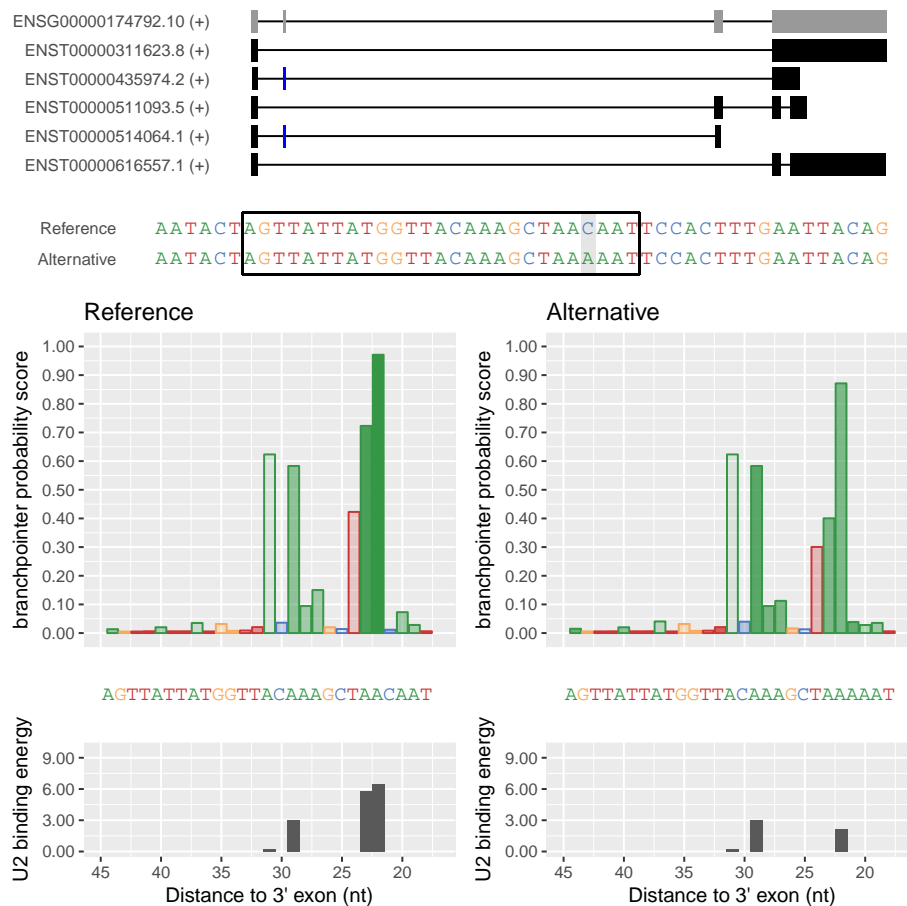 ENSG00000174792.10 (+)
ENST00000311623.8 (+)
ENST00000435974.2 (+)
ENST00000511093.5 (+)
ENST00000514064.1 (+)
ENST00000616557.1 (+)
Reference AATACTAGTTATTATGGTTACAAAGCTAACAATTCCACTTTGAATTACAG
Alternative AATACTAGTTATTATGGTTACAAAGCTAAAAATTCCACTTTGAATTACAG
Reference
branchpointer probability score
1.00
0.90
0.80
0.70
0.60
0.50
0.40
0.30
0.20
0.10
0.00
AGTTATTATGGTTACAAAGCTAACAAT
U2 binding energy
9.00
6.00
3.00
0.00
45 40 35 30 25 20
Distance to 3' exon (nt)
Alternative
branchpointer probability score
1.00
0.90
0.80
0.70
0.60
0.50
0.40
0.30
0.20
0.10
0.00
AGTTATTATGGTTACAAAGCTAAAAAT
U2 binding energy
9.00
6.00
3.00
0.00
45 40 35 30 25 20
Distance to 3' exon (nt)